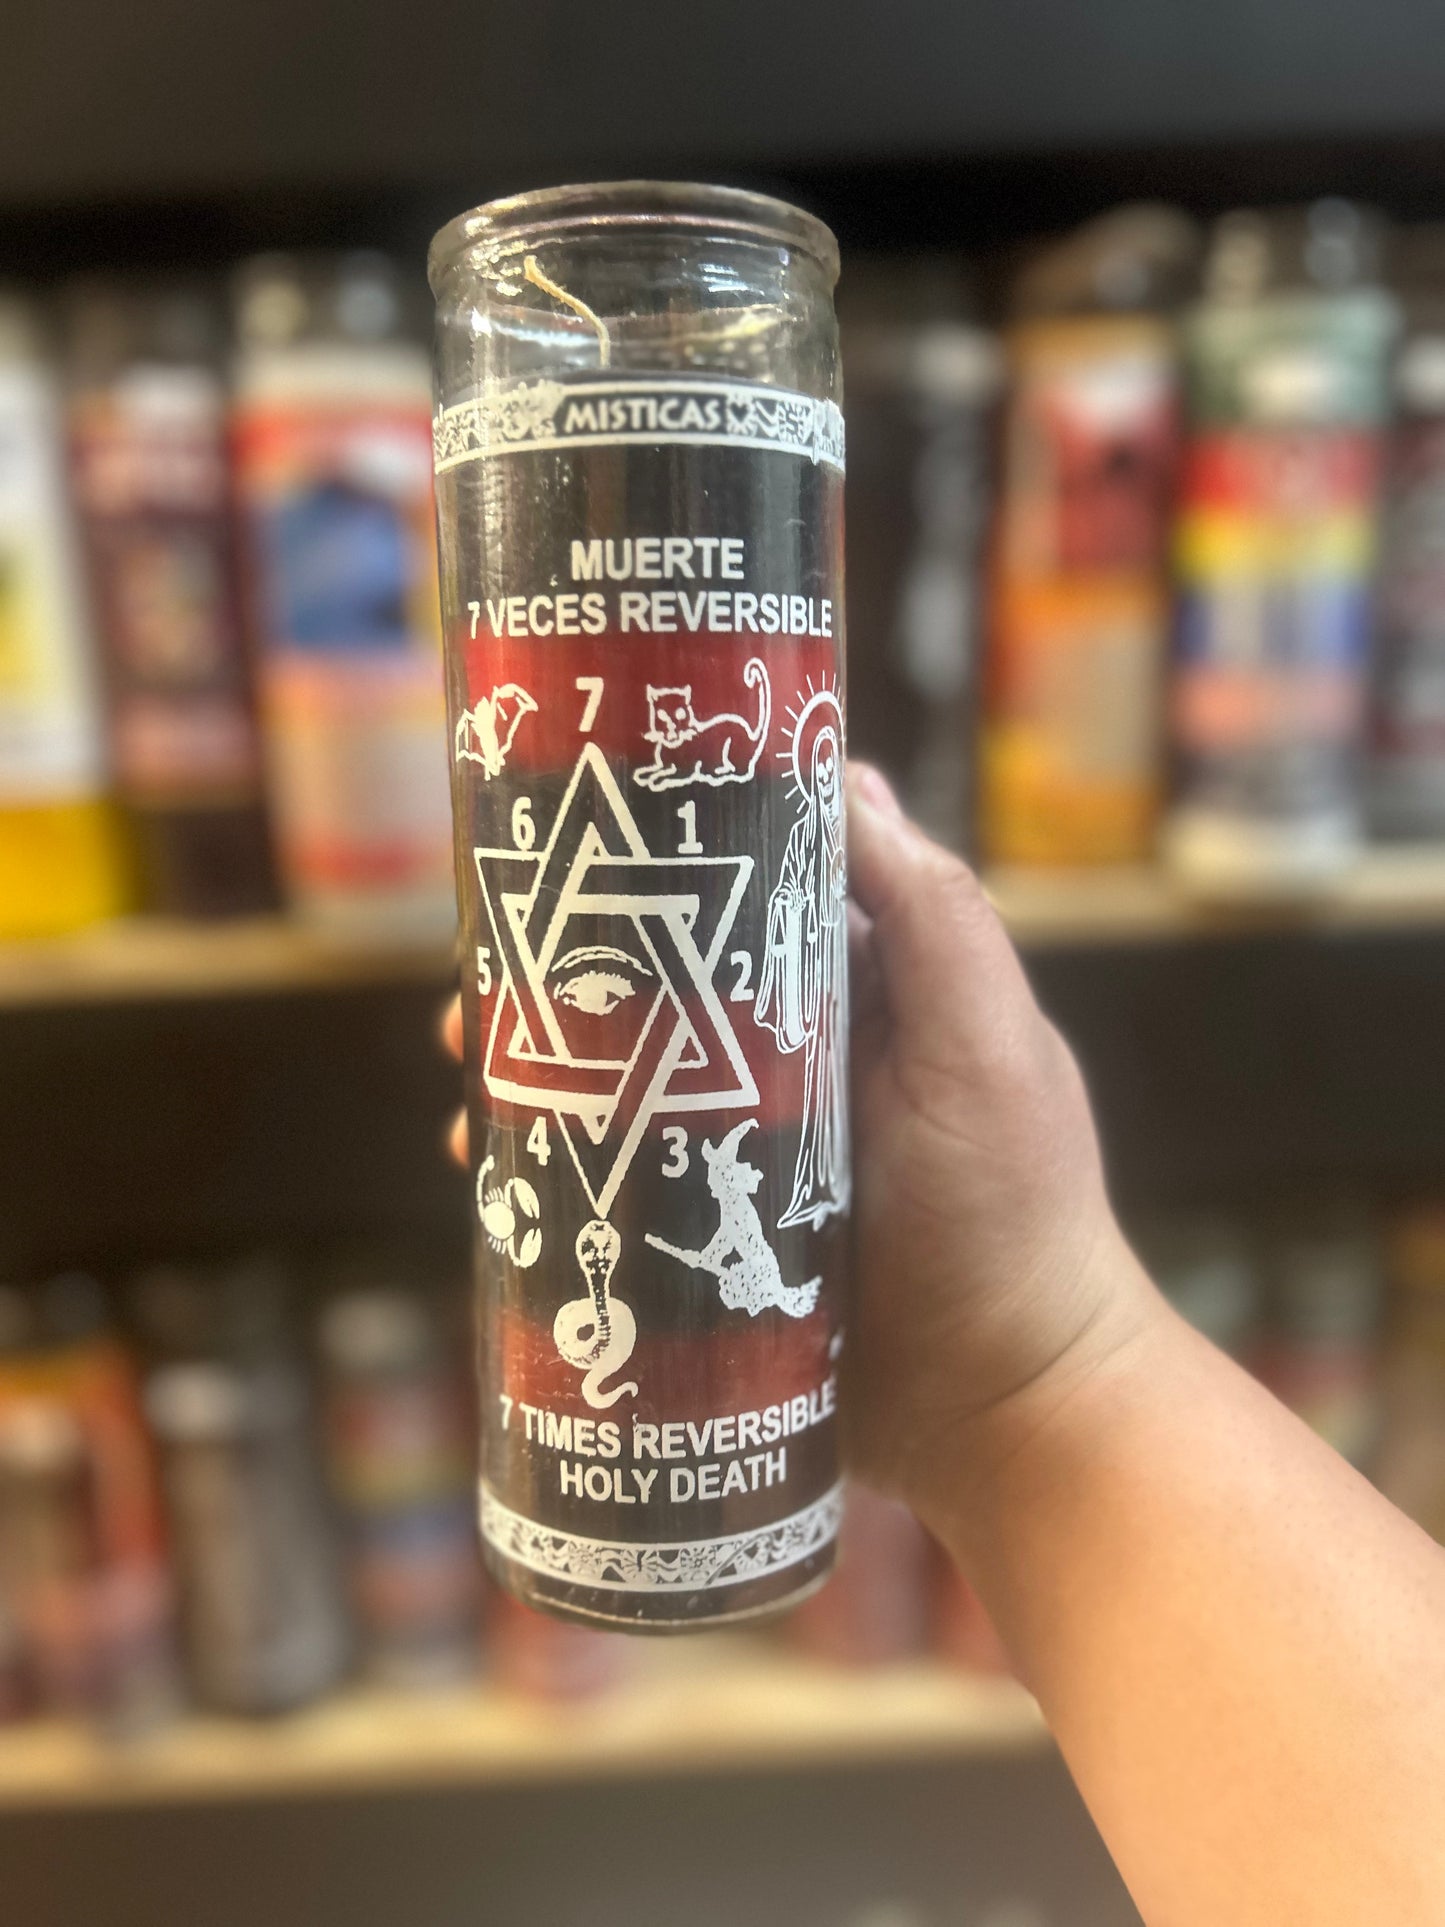 MISTICAS
MUERTE
7 VECES REVERSIBLE
7
6 1
5 2
4 3
7 TIMES REVERSIBLE
HOLY DEATH